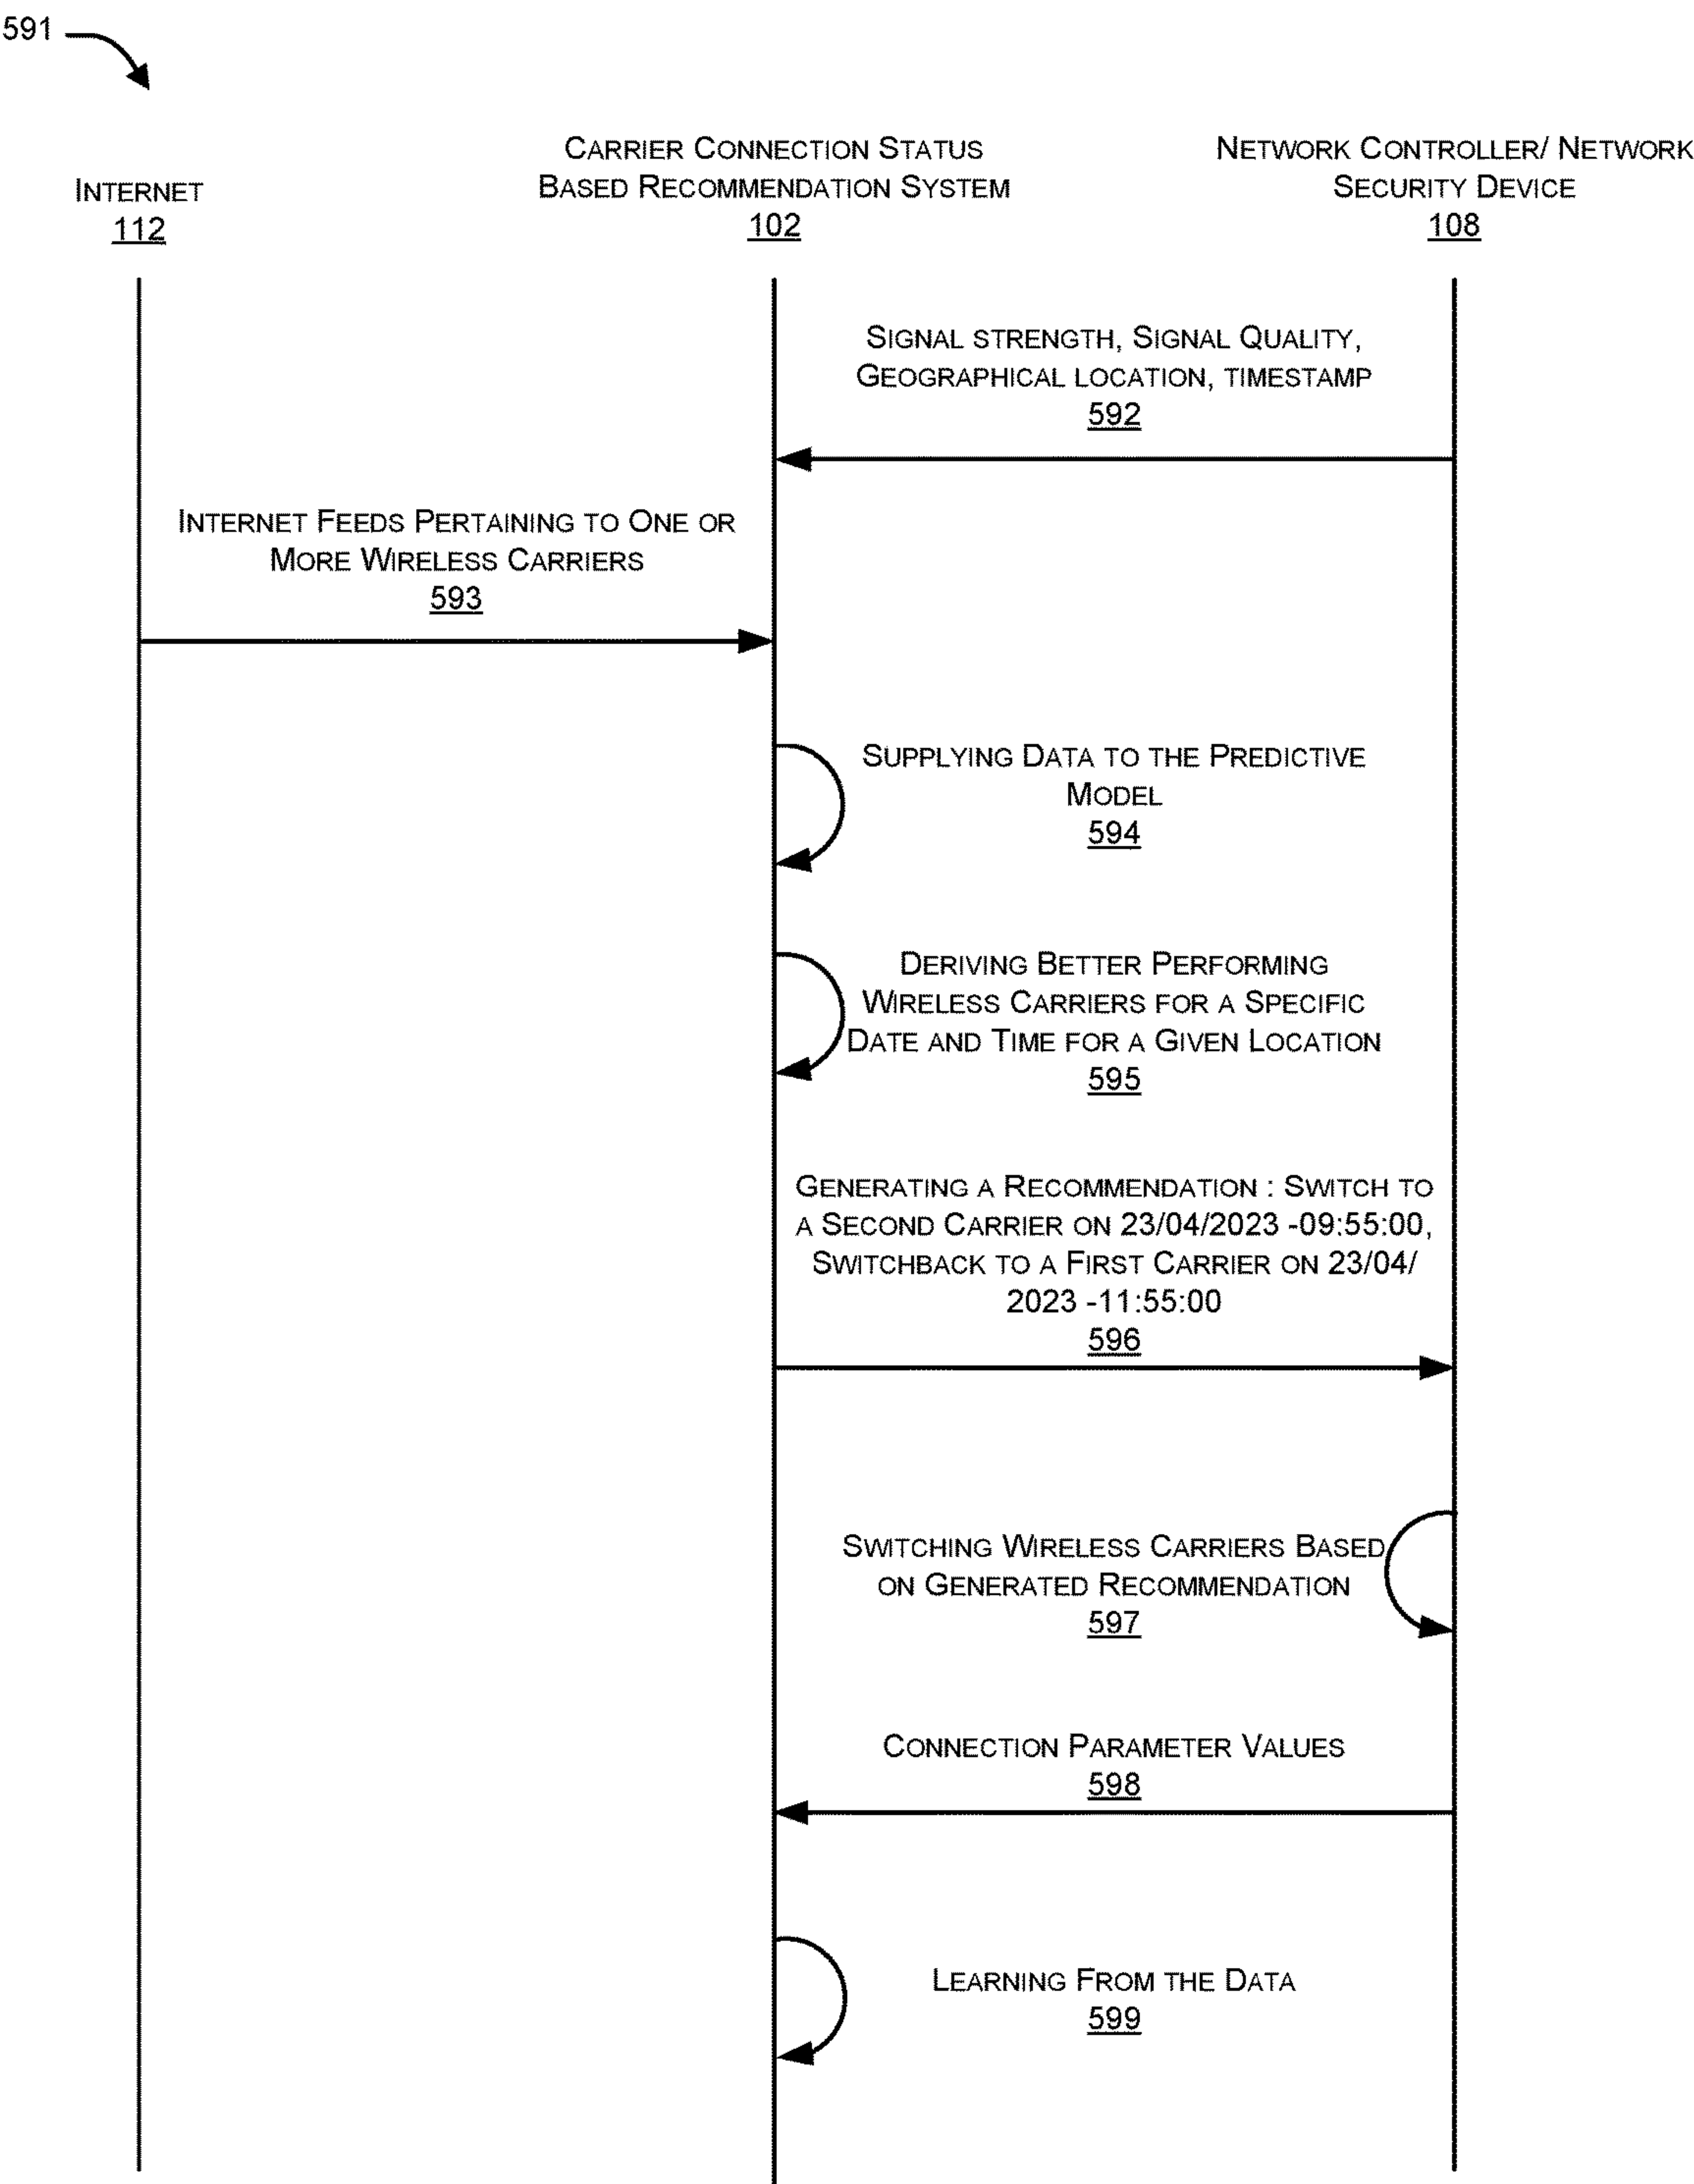 591
INTERNET
112
CARRIER CONNECTION STATUS
BASED RECOMMENDATION SYSTEM
102
NETWORK CONTROLLER/ NETWORK
SECURITY DEVICE
108
SIGNAL STRENGTH, SIGNAL QUALITY,
GEOGRAPHICAL LOCATION, TIMESTAMP
592
INTERNET FEEDS PERTAINING TO ONE OR
MORE WIRELESS CARRIERS
593
SUPPLYING DATA TO THE PREDICTIVE
MODEL
594
DERIVING BETTER PERFORMING
WIRELESS CARRIERS FOR A SPECIFIC
DATE AND TIME FOR A GIVEN LOCATION
595
GENERATING A RECOMMENDATION : SWITCH TO
A SECOND CARRIER ON 23/04/2023 -09:55:00,
SWITCHBACK TO A FIRST CARRIER ON 23/04/
2023 -11:55:00
596
SWITCHING WIRELESS CARRIERS BASED
ON GENERATED RECOMMENDATION
597
CONNECTION PARAMETER VALUES
598
LEARNING FROM THE DATA
599